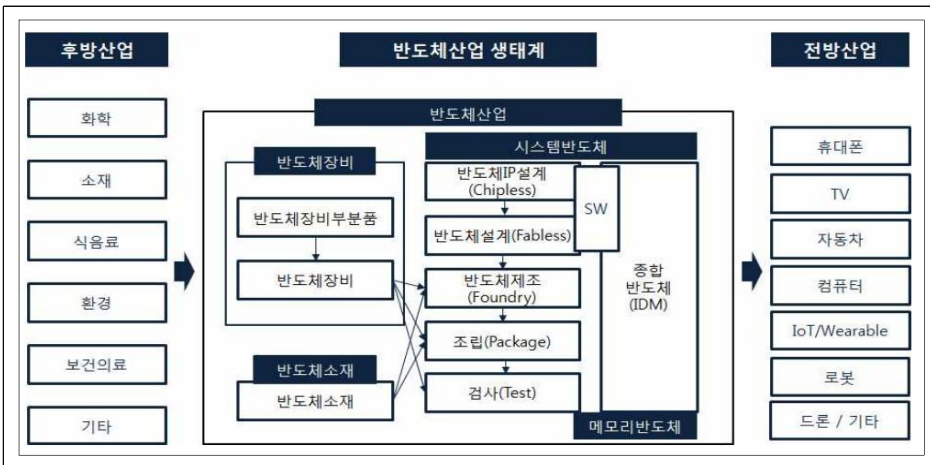 후방산업
반도체산업 생태계
전방산업
화학
소재
식음료
환경
보건의료
기타
반도체산업
반도체장비
반도체장비부분품
반도체장비
반도체소재
반도체소재
시스템반도체
반도체IP설계
(Chipless)
반도체설계(Fabless)
반도체제조
(Foundry)
조립(Package)
검사(Test)
SW
종합
반도체
(IDM)
메모리반도체
휴대폰
TV
자동차
컴퓨터
IoT/Wearable
로봇
드론 / 기타